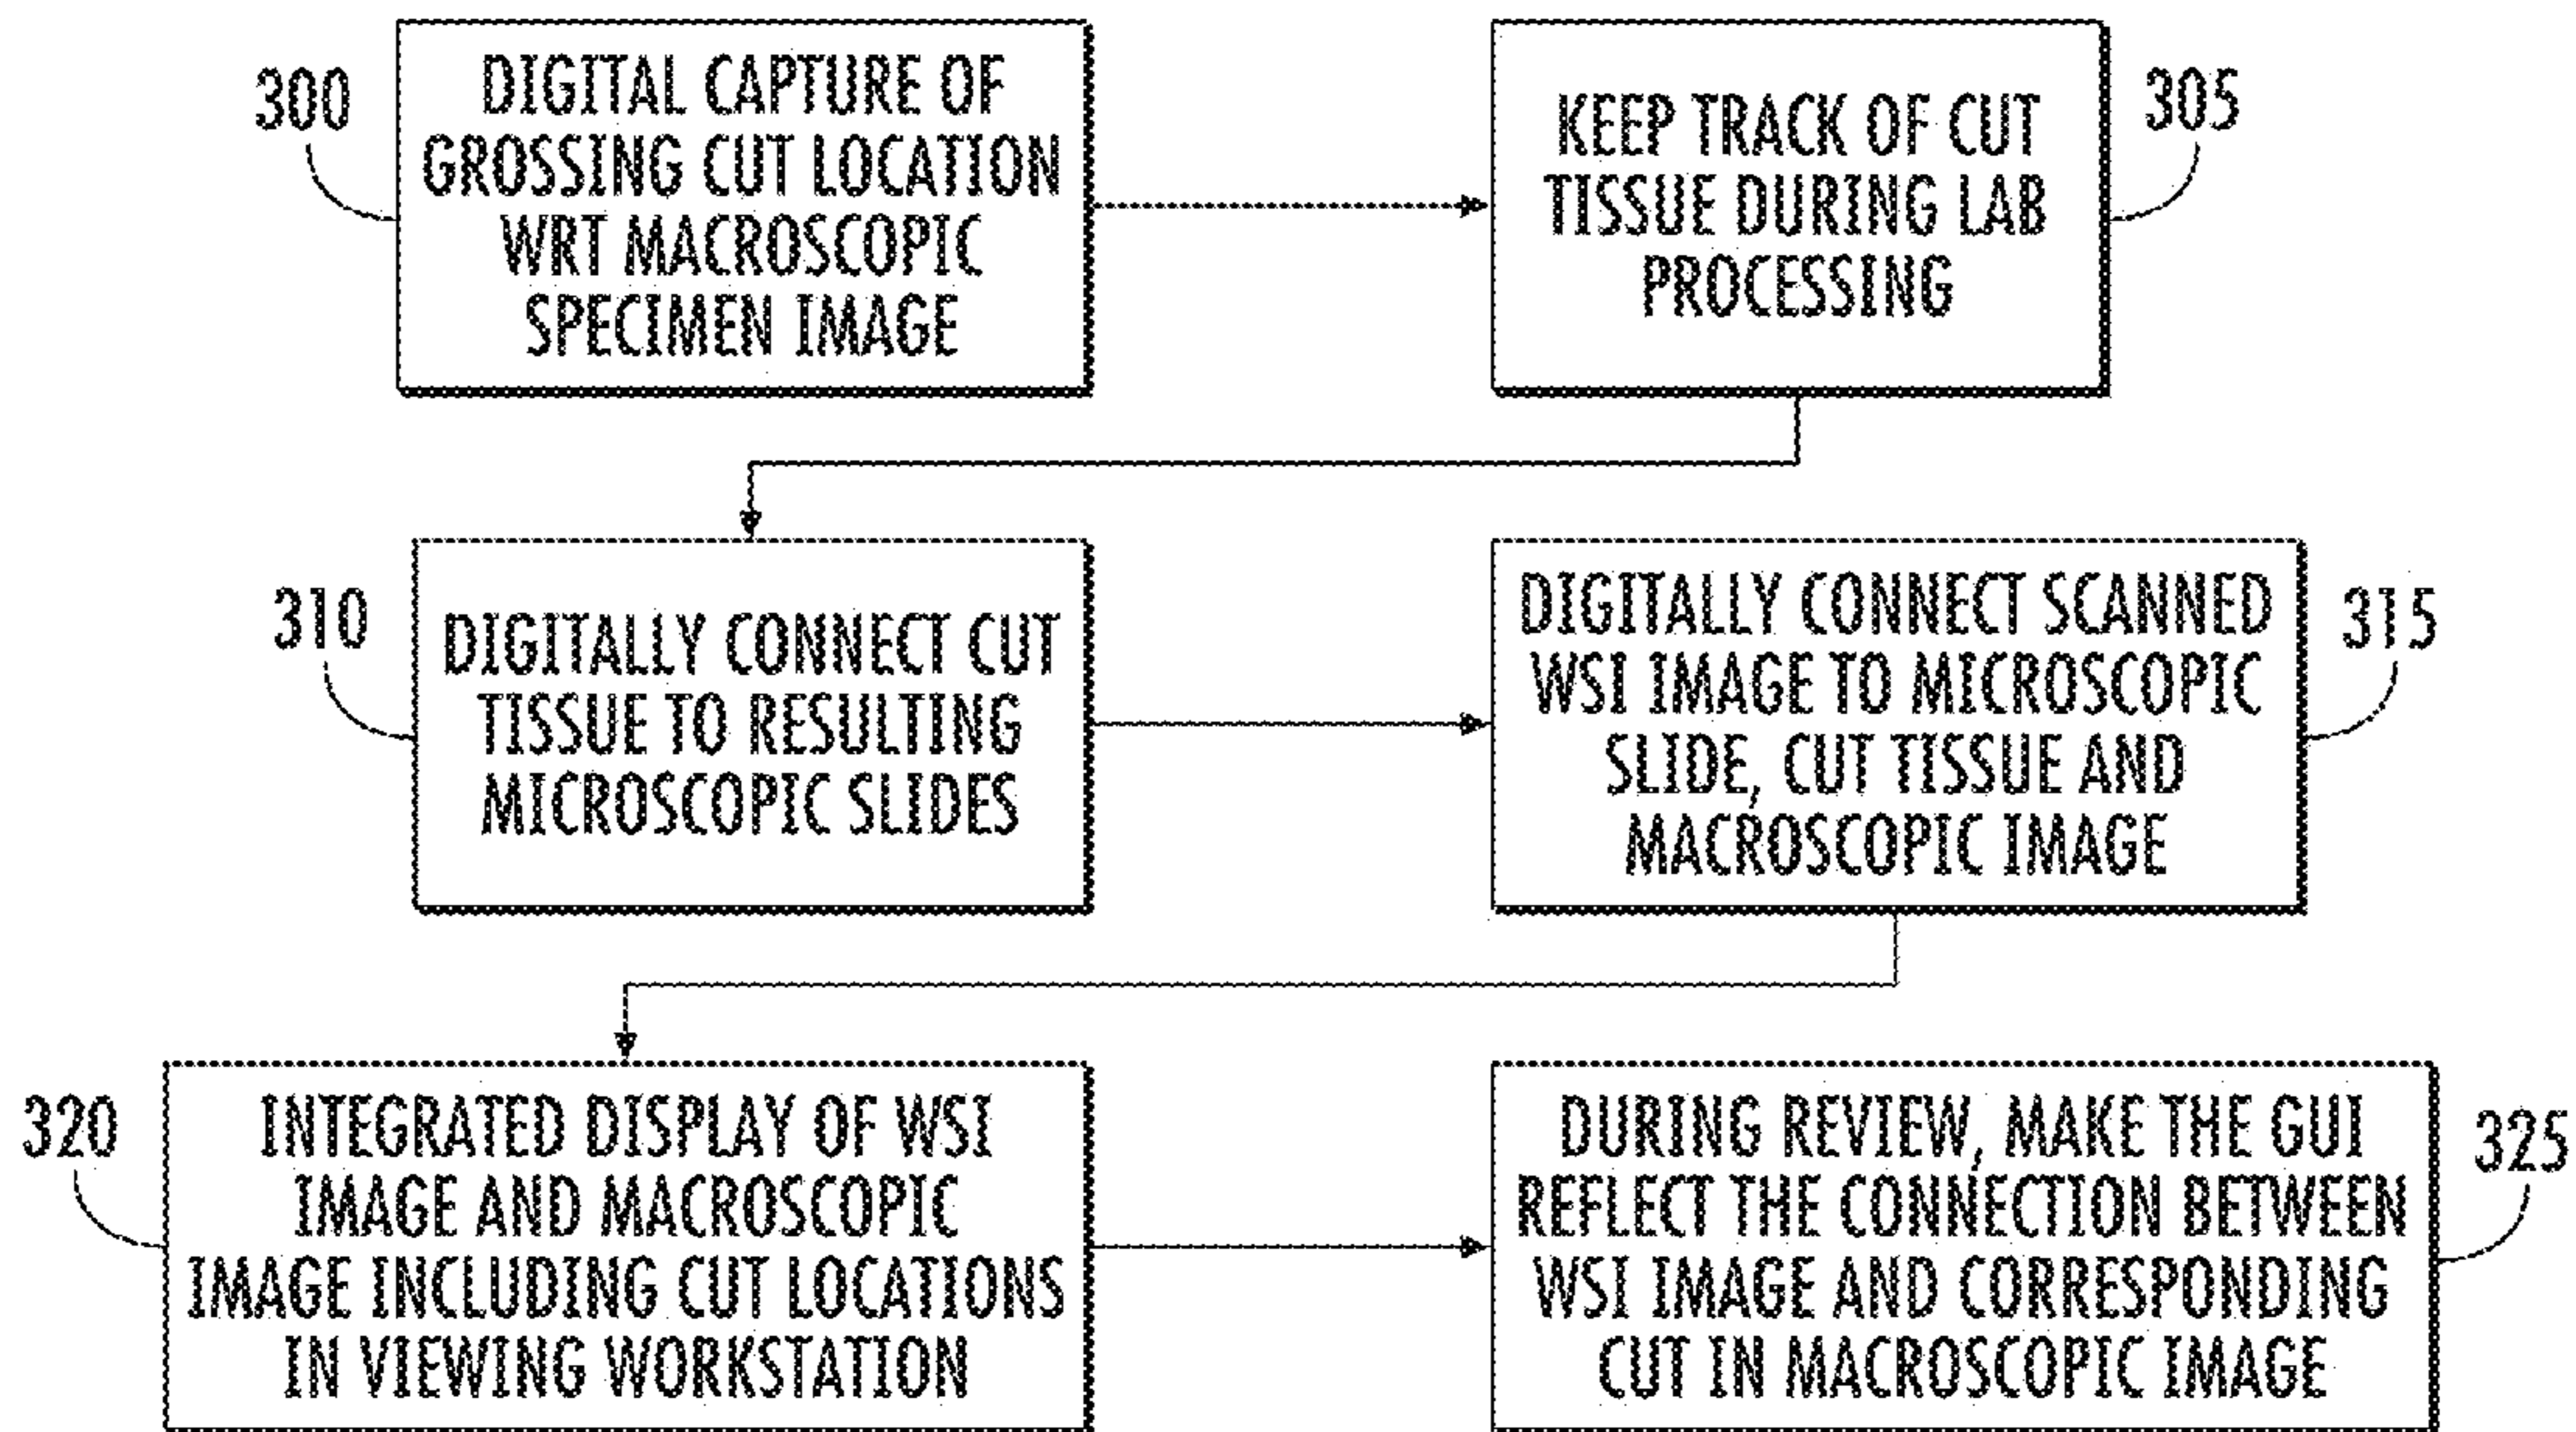 300
DIGITAL CAPTURE OF
GROSSING CUT LOCATION
WRT MACROSCOPIC
SPECIMEN IMAGE
305
KEEP TRACK OF CUT
TISSUE DURING LAB
PROCESSING
310
DIGITALLY CONNECT CUT
TISSUE TO RESULTING
MICROSCOPIC SLIDES
315
DIGITALLY CONNECT SCANNED
WSI IMAGE TO MICROSCOPIC
SLIDE, CUT TISSUE AND
MACROSCOPIC IMAGE
320
INTEGRATED DISPLAY OF WSI
IMAGE AND MACROSCOPIC
IMAGE INCLUDING CUT LOCATIONS
IN VIEWING WORKSTATION
325
DURING REVIEW, MAKE THE GUI
REFLECT THE CONNECTION BETWEEN
WSI IMAGE AND CORRESPONDING
CUT IN MACROSCOPIC IMAGE